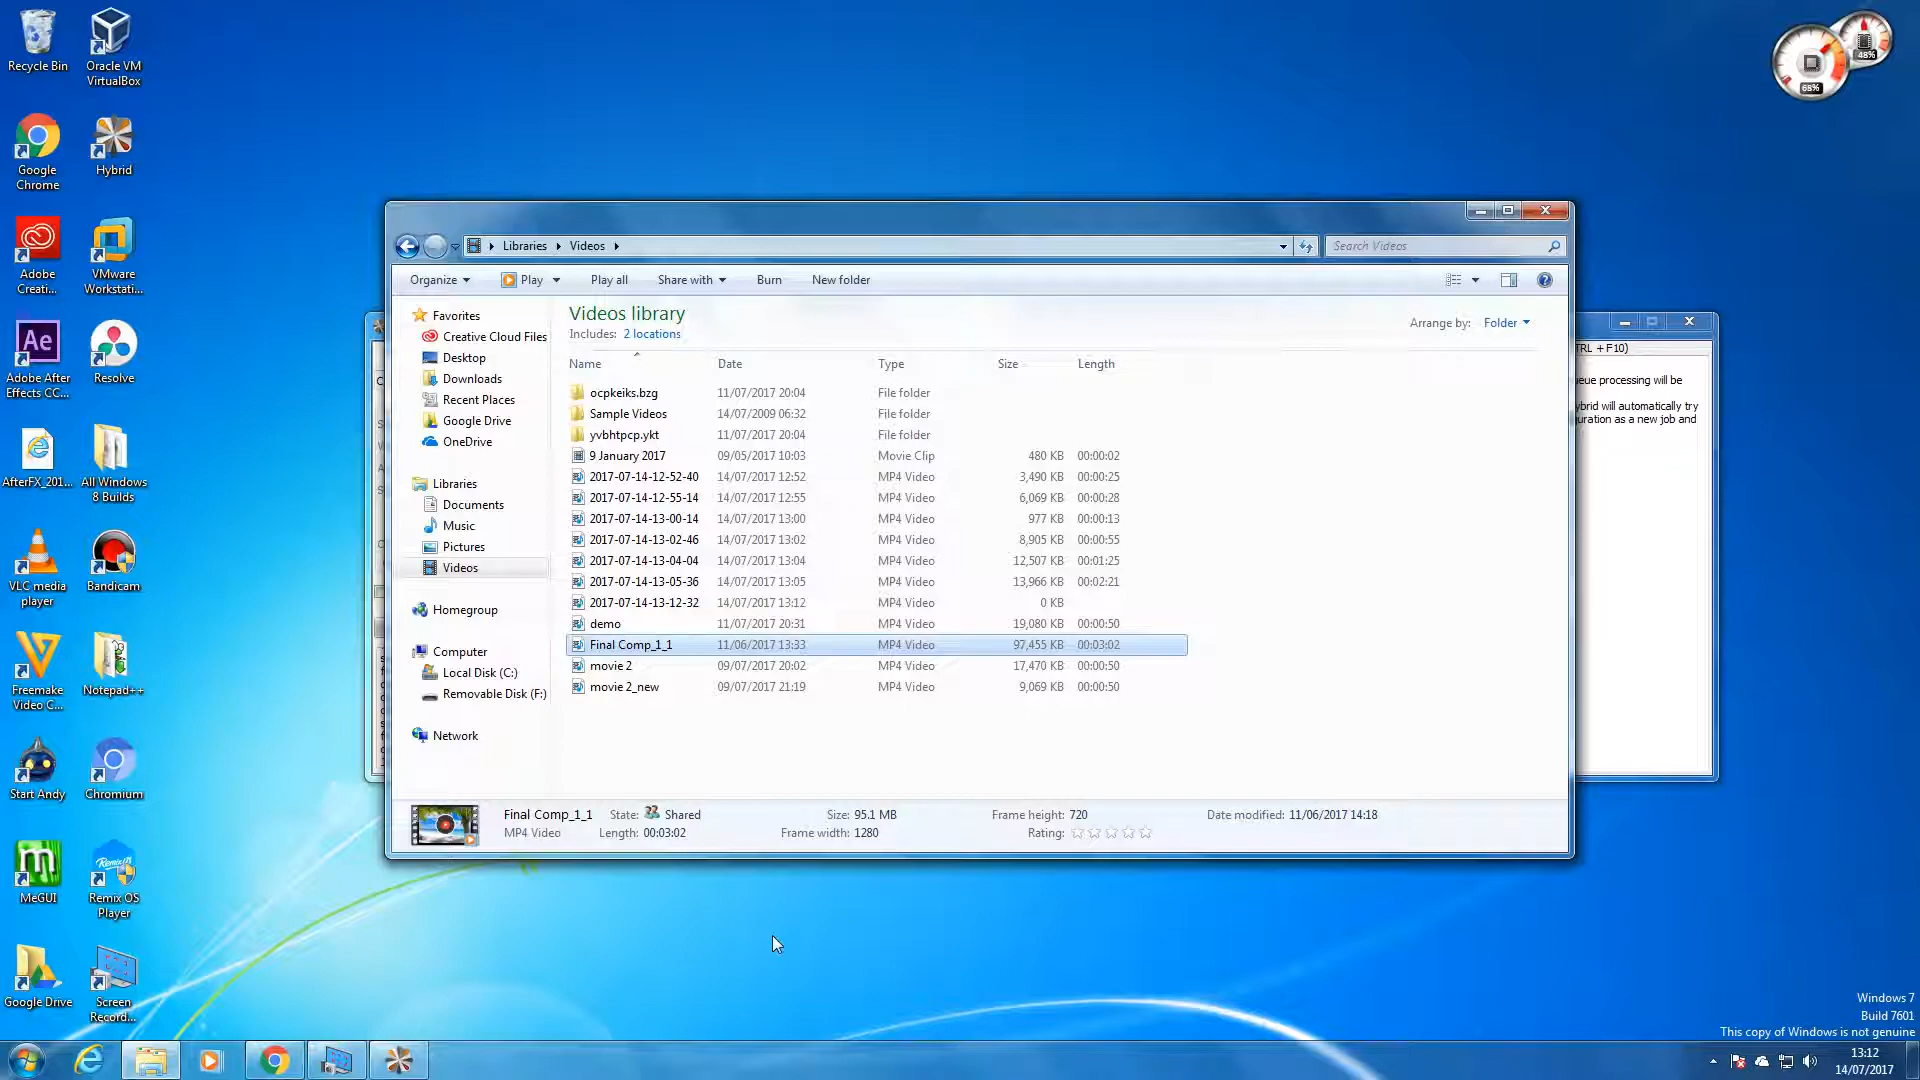 Recycle Bin
Oracle VM
VirtualBox
48%
68%
Google
Chrome
Hybrid
Adobe
Creati...
VMware
Workstati...
Adobe After
Effects CC...
Resolve
AfterFX_201...
All Windows
8 Builds
VLC media
player
Bandicam
Freemake
Video C...
Notepad++
Start Andy
Chromium
MeGUI
Remix OS
Player
Google Drive
Screen
Record...
Libraries
Videos
Search Videos
Organize
Play
Play all
Share with
Burn
New folder
Favorites
Creative Cloud Files
Desktop
Downloads
Recent Places
Google Drive
OneDrive
Libraries
Documents
Music
Pictures
Videos
Homegroup
Computer
Local Disk (C:)
Removable Disk (F:)
Network
Videos library
Includes: 2 locations
Arrange by: Folder
Name Date Type Size Length
ocpkeiks.bzg 11/07/2017 20:04 File folder
Sample Videos 14/07/2009 06:32 File folder
yvbhtpcp.ykt 11/07/2017 20:04 File folder
9 January 2017 09/05/2017 10:03 Movie Clip 480 KB 00:00:02
2017-07-14-12-52-40 14/07/2017 12:52 MP4 Video 3,490 KB 00:00:25
2017-07-14-12-55-14 14/07/2017 12:55 MP4 Video 6,069 KB 00:00:28
2017-07-14-13-00-14 14/07/2017 13:00 MP4 Video 977 KB 00:00:13
2017-07-14-13-02-46 14/07/2017 13:02 MP4 Video 8,905 KB 00:00:55
2017-07-14-13-04-04 14/07/2017 13:04 MP4 Video 12,507 KB 00:01:25
2017-07-14-13-05-36 14/07/2017 13:05 MP4 Video 13,966 KB 00:02:21
2017-07-14-13-12-32 14/07/2017 13:12 MP4 Video 0 KB
demo 11/07/2017 20:31 MP4 Video 19,080 KB 00:00:50
Final Comp_1_1 11/06/2017 13:33 MP4 Video 97,455 KB 00:03:02
movie 2 09/07/2017 20:02 MP4 Video 17,470 KB 00:00:50
movie 2_new 09/07/2017 21:19 MP4 Video 9,069 KB 00:00:50
Final Comp_1_1 State: Shared Size: 95.1 MB Frame height: 720 Date modified: 11/06/2017 14:18
MP4 Video Length: 00:03:02 Frame width: 1280 Rating:
TRL + F10)
ueue processing will be
ybrid will automatically try
guration as a new job and
Windows 7
Build 7601
This copy of Windows is not genuine
13:12
14/07/2017